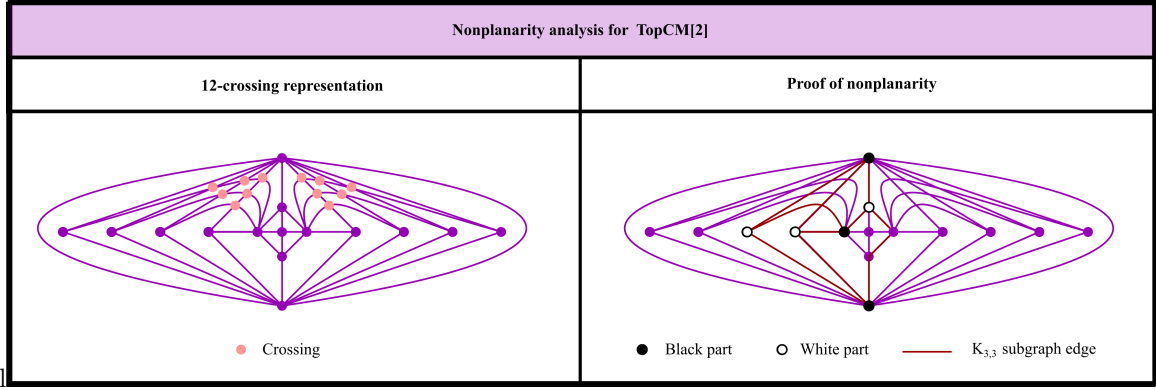 Nonplanarity analysis for TopCM[2]
12-crossing representation
Proof of nonplanarity
Crossing
Black part
White part
K3,3 subgraph edge
]